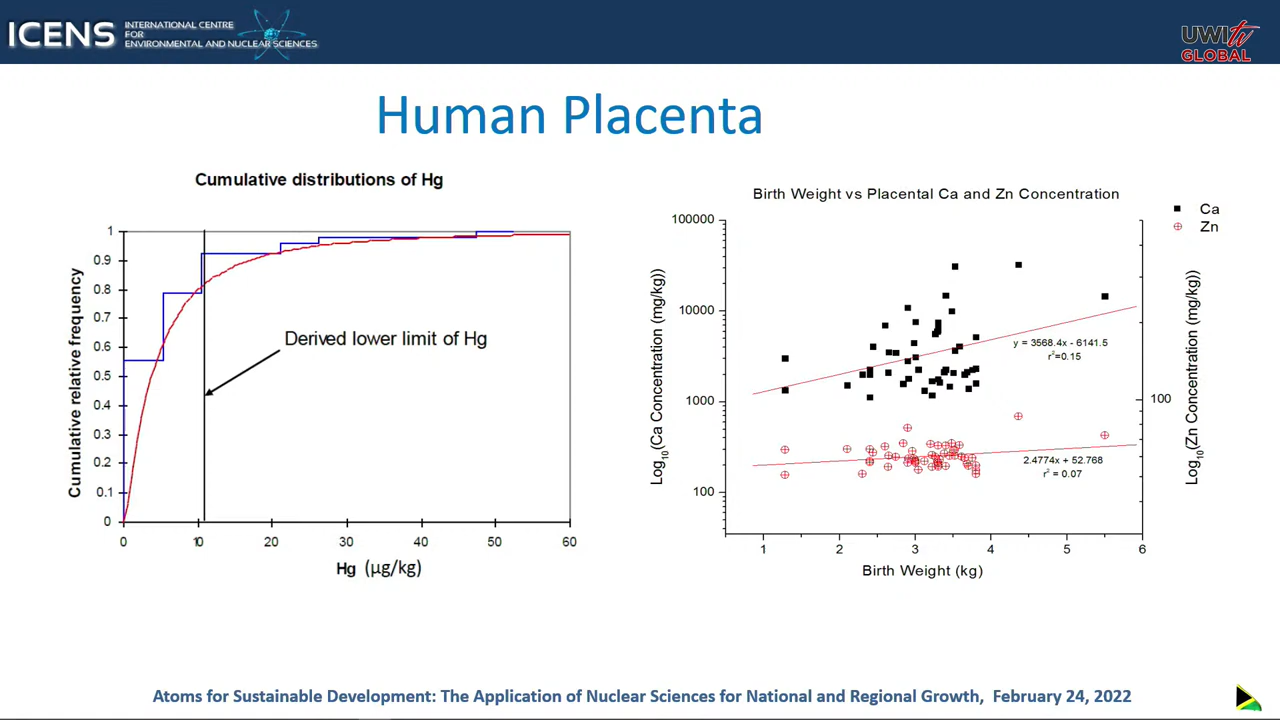 ICENS
INTERNATIONAL CENTRE
FOR
ENVIRONMENTAL AND NUCLEAR SCIENCES
UWI tv
GLOBAL
Human Placenta
Cumulative distributions of Hg
Cumulative relative frequency
1
0.9
0.8
0.7
0.6
0.5
0.4
0.3
0.2
0.1
0
Derived lower limit of Hg
0 10 20 30 40 50 60
Hg (µg/kg)
Birth Weight vs Placental Ca and Zn Concentration
Ca
Zn
Log10(Ca Concentration (mg/kg))
100000
10000
1000
100
y = 3568.4x - 6141.5
r²=0.15
2.4774x + 52.768
r² = 0.07
100
Log10(Zn Concentration (mg/kg))
1 2 3 4 5 6
Birth Weight (kg)
Atoms for Sustainable Development: The Application of Nuclear Sciences for National and Regional Growth, February 24, 2022